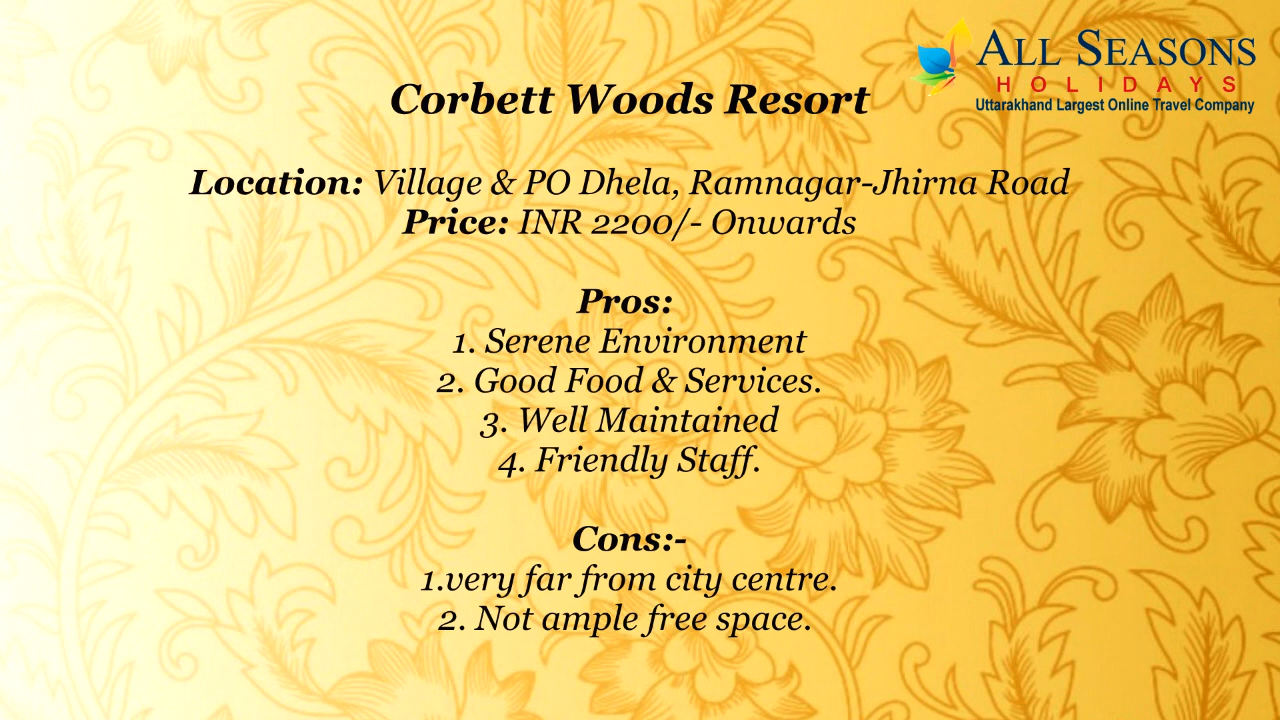 ALL SEASONS
HOLIDAYS
Uttarakhand Largest Online Travel Company
Corbett Woods Resort
Location: Village & PO Dhela, Ramnagar-Jhirna Road
Price: INR 2200/- Onwards
Pros:
1. Serene Environment
2. Good Food & Services.
3. Well Maintained
4. Friendly Staff.
Cons:-
1.very far from city centre.
2. Not ample free space.